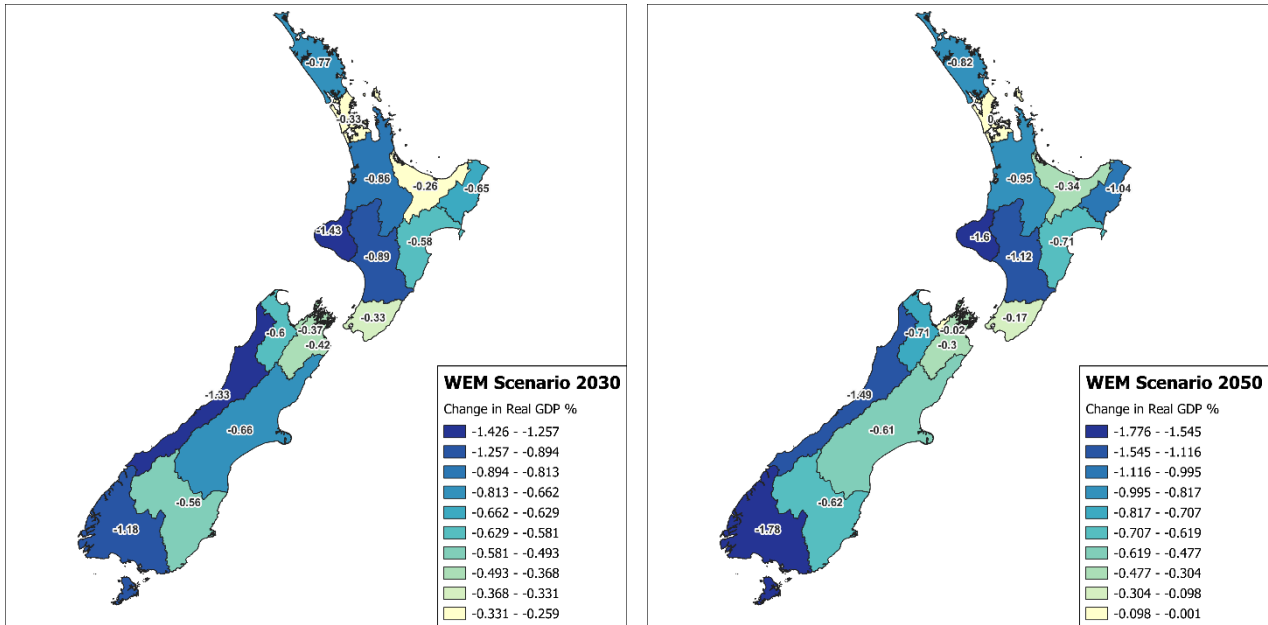 -0.77
-0.33
-0.86
-0.26
-0.65
-1.43
-0.58
-0.89
-0.33
-0.37
-0.6
-0.42
-1.33
-0.66
-0.56
-1.18
WEM Scenario 2030
Change in Real GDP %
-1.426 - -1.257
-1.257 - -0.894
-0.894 - -0.813
-0.813 - -0.662
-0.662 - -0.629
-0.629 - -0.581
-0.581 - -0.493
-0.493 - -0.368
-0.368 - -0.331
-0.331 - -0.259
-0.82
0
-0.95
-0.34
-1.04
-1.6
-0.71
-1.12
-0.17
-0.02
-0.71
-0.3
-1.49
-0.61
-0.62
-1.78
WEM Scenario 2050
Change in Real GDP %
-1.776 - -1.545
-1.545 - -1.116
-1.116 - -0.995
-0.995 - -0.817
-0.817 - -0.707
-0.707 - -0.619
-0.619 - -0.477
-0.477 - -0.304
-0.304 - -0.098
-0.098 - -0.001